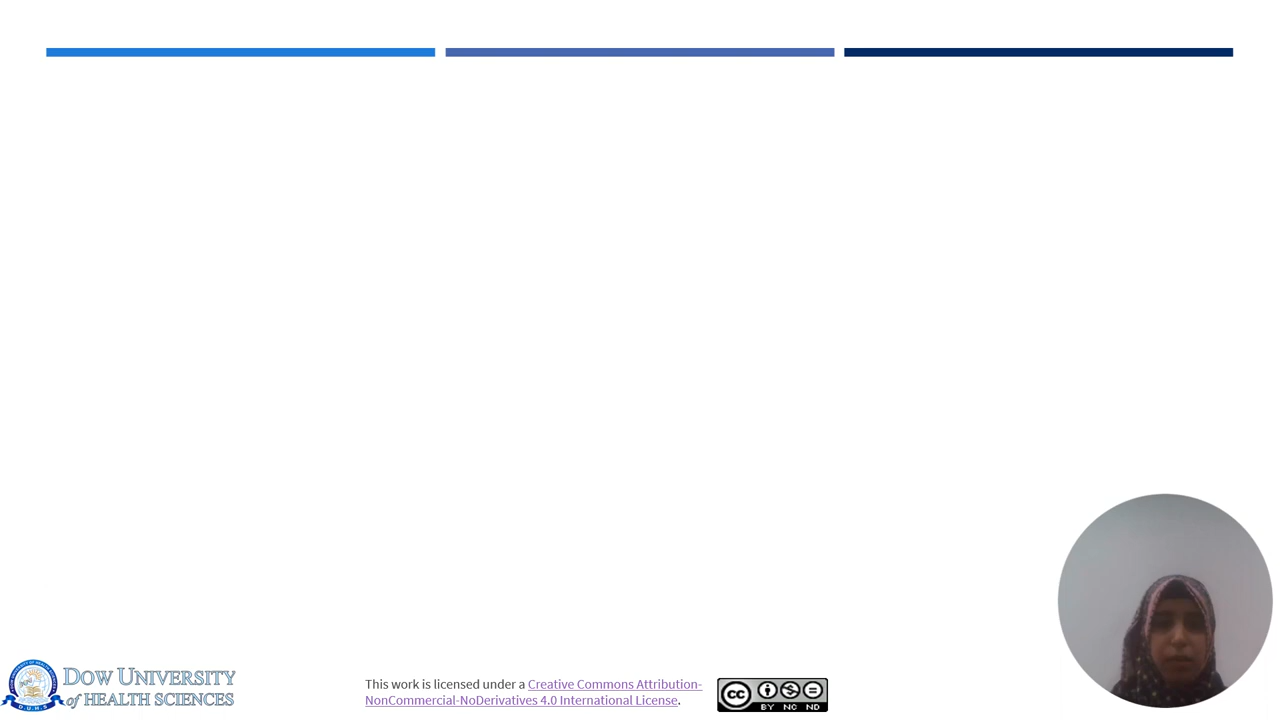 DOW UNIVERSITY
of HEALTH SCIENCES
D.U.H.S
This work is licensed under a Creative Commons Attribution-
NonCommercial-NoDerivatives 4.0 International License.
cc
BY NC ND